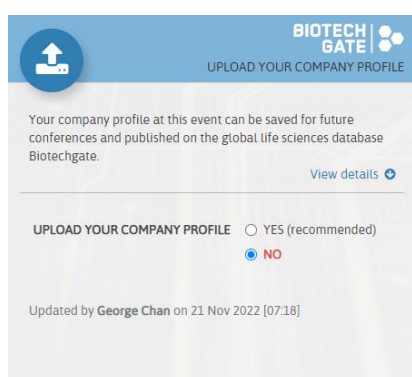 BIOTECH
GATE
UPLOAD YOUR COMPANY PROFILE
Your company profile at this event can be saved for future
conferences and published on the global life sciences database
Biotechgate.
View details
UPLOAD YOUR COMPANY PROFILE YES (recommended)
NO
Updated by George Chan on 21 Nov 2022 [07:18]